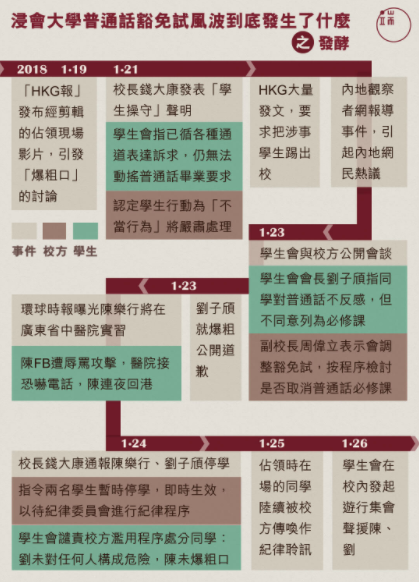 浸會大學普通話豁免試風波到底發生了什麼
之 發酵
2018 1·19
「HKG報」
發布經剪輯
的佔領現場
影片，引發
「爆粗口」
的討論
1·21
校長錢大康發表「學
生操守」聲明
學生會指已循各種通
道表達訴求，仍無法
動搖普通話畢業要求
認定學生行動為「不
當行為」將嚴肅處理
HKG大量
發文，要
求把涉事
學生踢出
校
內地觀察
者網報導
事件，引
起內地網
民熱議
事件 校方 學生
1·23
學生會與校方公開會談
學生會會長劉子頎指同
學對普通話不反感，但
不同意列為必修課
副校長周偉立表示會調
整豁免試，按程序檢討
是否取消普通話必修課
1·23
劉子頎
就爆粗
公開道
歉
環球時報曝光陳樂行將在
廣東省中醫院實習
陳FB遭辱罵攻擊，醫院接
恐嚇電話，陳連夜回港
1·24
校長錢大康通報陳樂行、劉子頎停學
指令兩名學生暫時停學，即時生效，
以待紀律委員會進行紀律程序
學生會譴責校方濫用程序處分同學：
劉未對任何人構成危險，陳未爆粗口
1·25
佔領時在
場的同學
陸續被校
方傳喚作
紀律聆訊
1·26
學生會在
校內發起
遊行集會
聲援陳、
劉